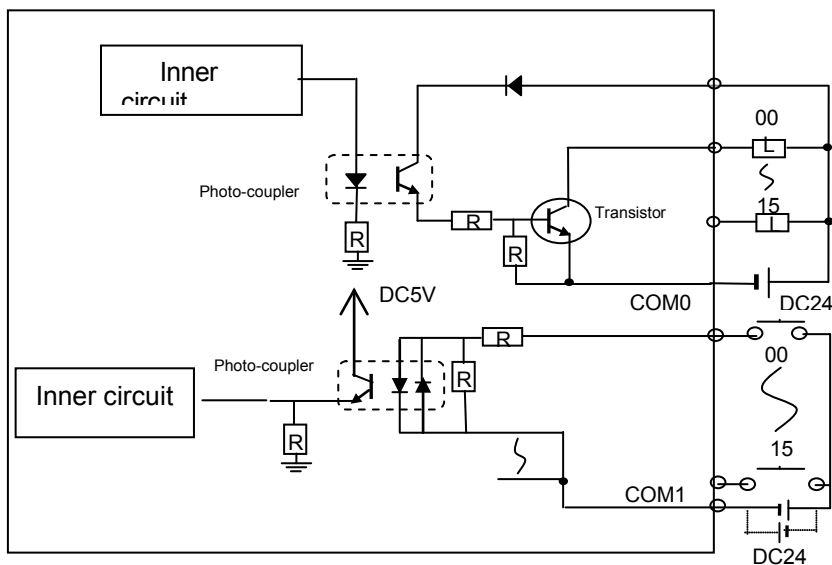 Inner
circuit
00
L
Photo-coupler
Transistor
15
L
R
R
R
DC5V
COM0
DC24
R
Photo-coupler
00
R
Inner circuit
R
15
COM1
DC24